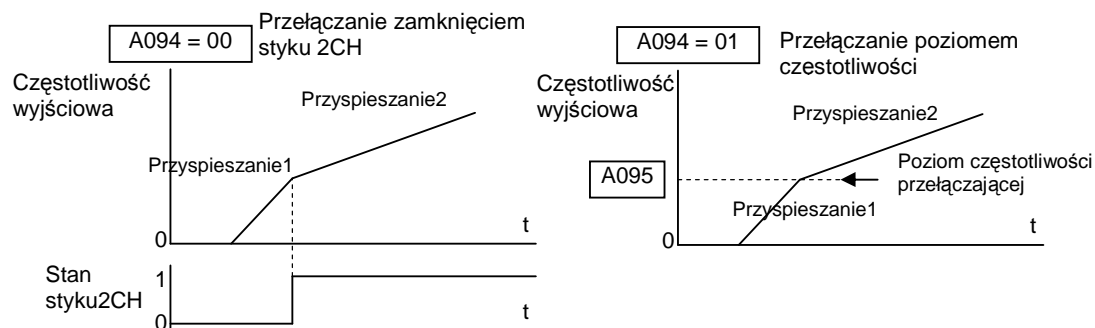 A094 = 00
Przełączanie zamknięciem
styku 2CH
Częstotliwość
wyjściowa
Przyspieszanie2
Przyspieszanie1
0
t
Stan
styku2CH
1
0
t
A094 = 01
Przełączanie poziomem
czestotliwości
Częstotliwość
wyjściowa
Przyspieszanie2
A095
Poziom częstotliwości
przełączającej
Przyspieszanie1
0
t